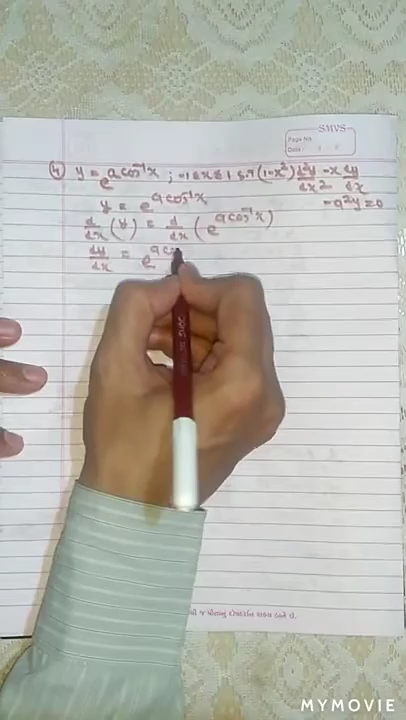 SMVS
Page No.
Date :
④ y = e^(a cos⁻¹x) ; -1 ≤ x ≤ 1 S.T (1-x²) d²y/dx² - x dy/dx
- a²y = 0
y = e^(a cos⁻¹x)
d/dx (y) = d/dx (e^(a cos⁻¹x))
dy/dx = e^(a co
MYMOVIE